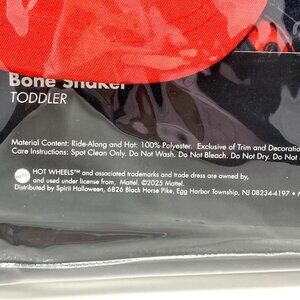 Bone Shaker
TODDLER
Material Content: Ride-Along and Hat: 100% Polyester. Exclusive of Trim and Decoratio
Care Instructions: Spot Clean Only. Do Not Wash. Do Not Bleach. Do Not Dry. Do Not
HOT WHEELS™ and associated trademarks and trade dress are owned by,
and used under license from, Mattel. ©2025 Mattel.
Distributed by Spirit Halloween, 6826 Black Horse Pike, Egg Harbor Township, NJ 08234-4197 •